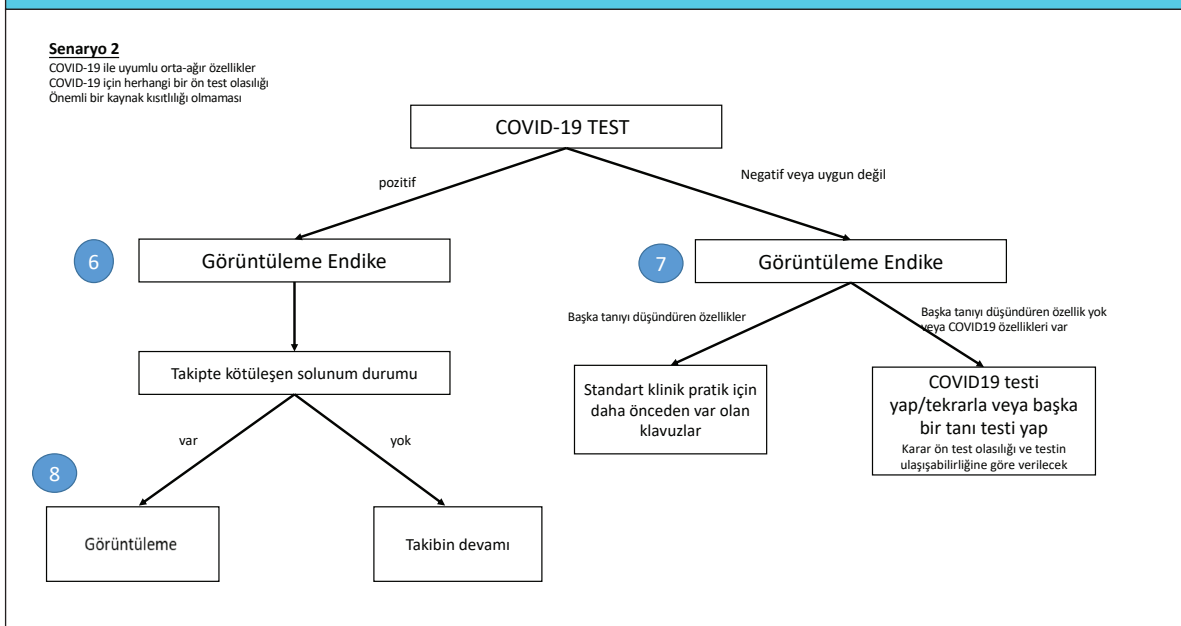 Senaryo 2
COVID-19 ile uyumlu orta-ağır özellikler
COVID-19 için herhangi bir ön test olasılığı
Önemli bir kaynak kısıtlılığı olmaması
COVID-19 TEST
pozitif
Negatif veya uygun değil
6
Görüntüleme Endike
7
Görüntüleme Endike
Başka tanıyı düşündüren özellikler
Başka tanıyı düşündüren özellik yok
veya COVID19 özellikleri var
Takipte kötüleşen solunum durumu
Standart klinik pratik için
daha önceden var olan
klavuzlar
COVID19 testi
yap/tekrarla veya başka
bir tanı testi yap
Karar ön test olasılığı ve testin
ulaşışabilirliğine göre verilecek
var
yok
8
Görüntüleme
Takibin devamı